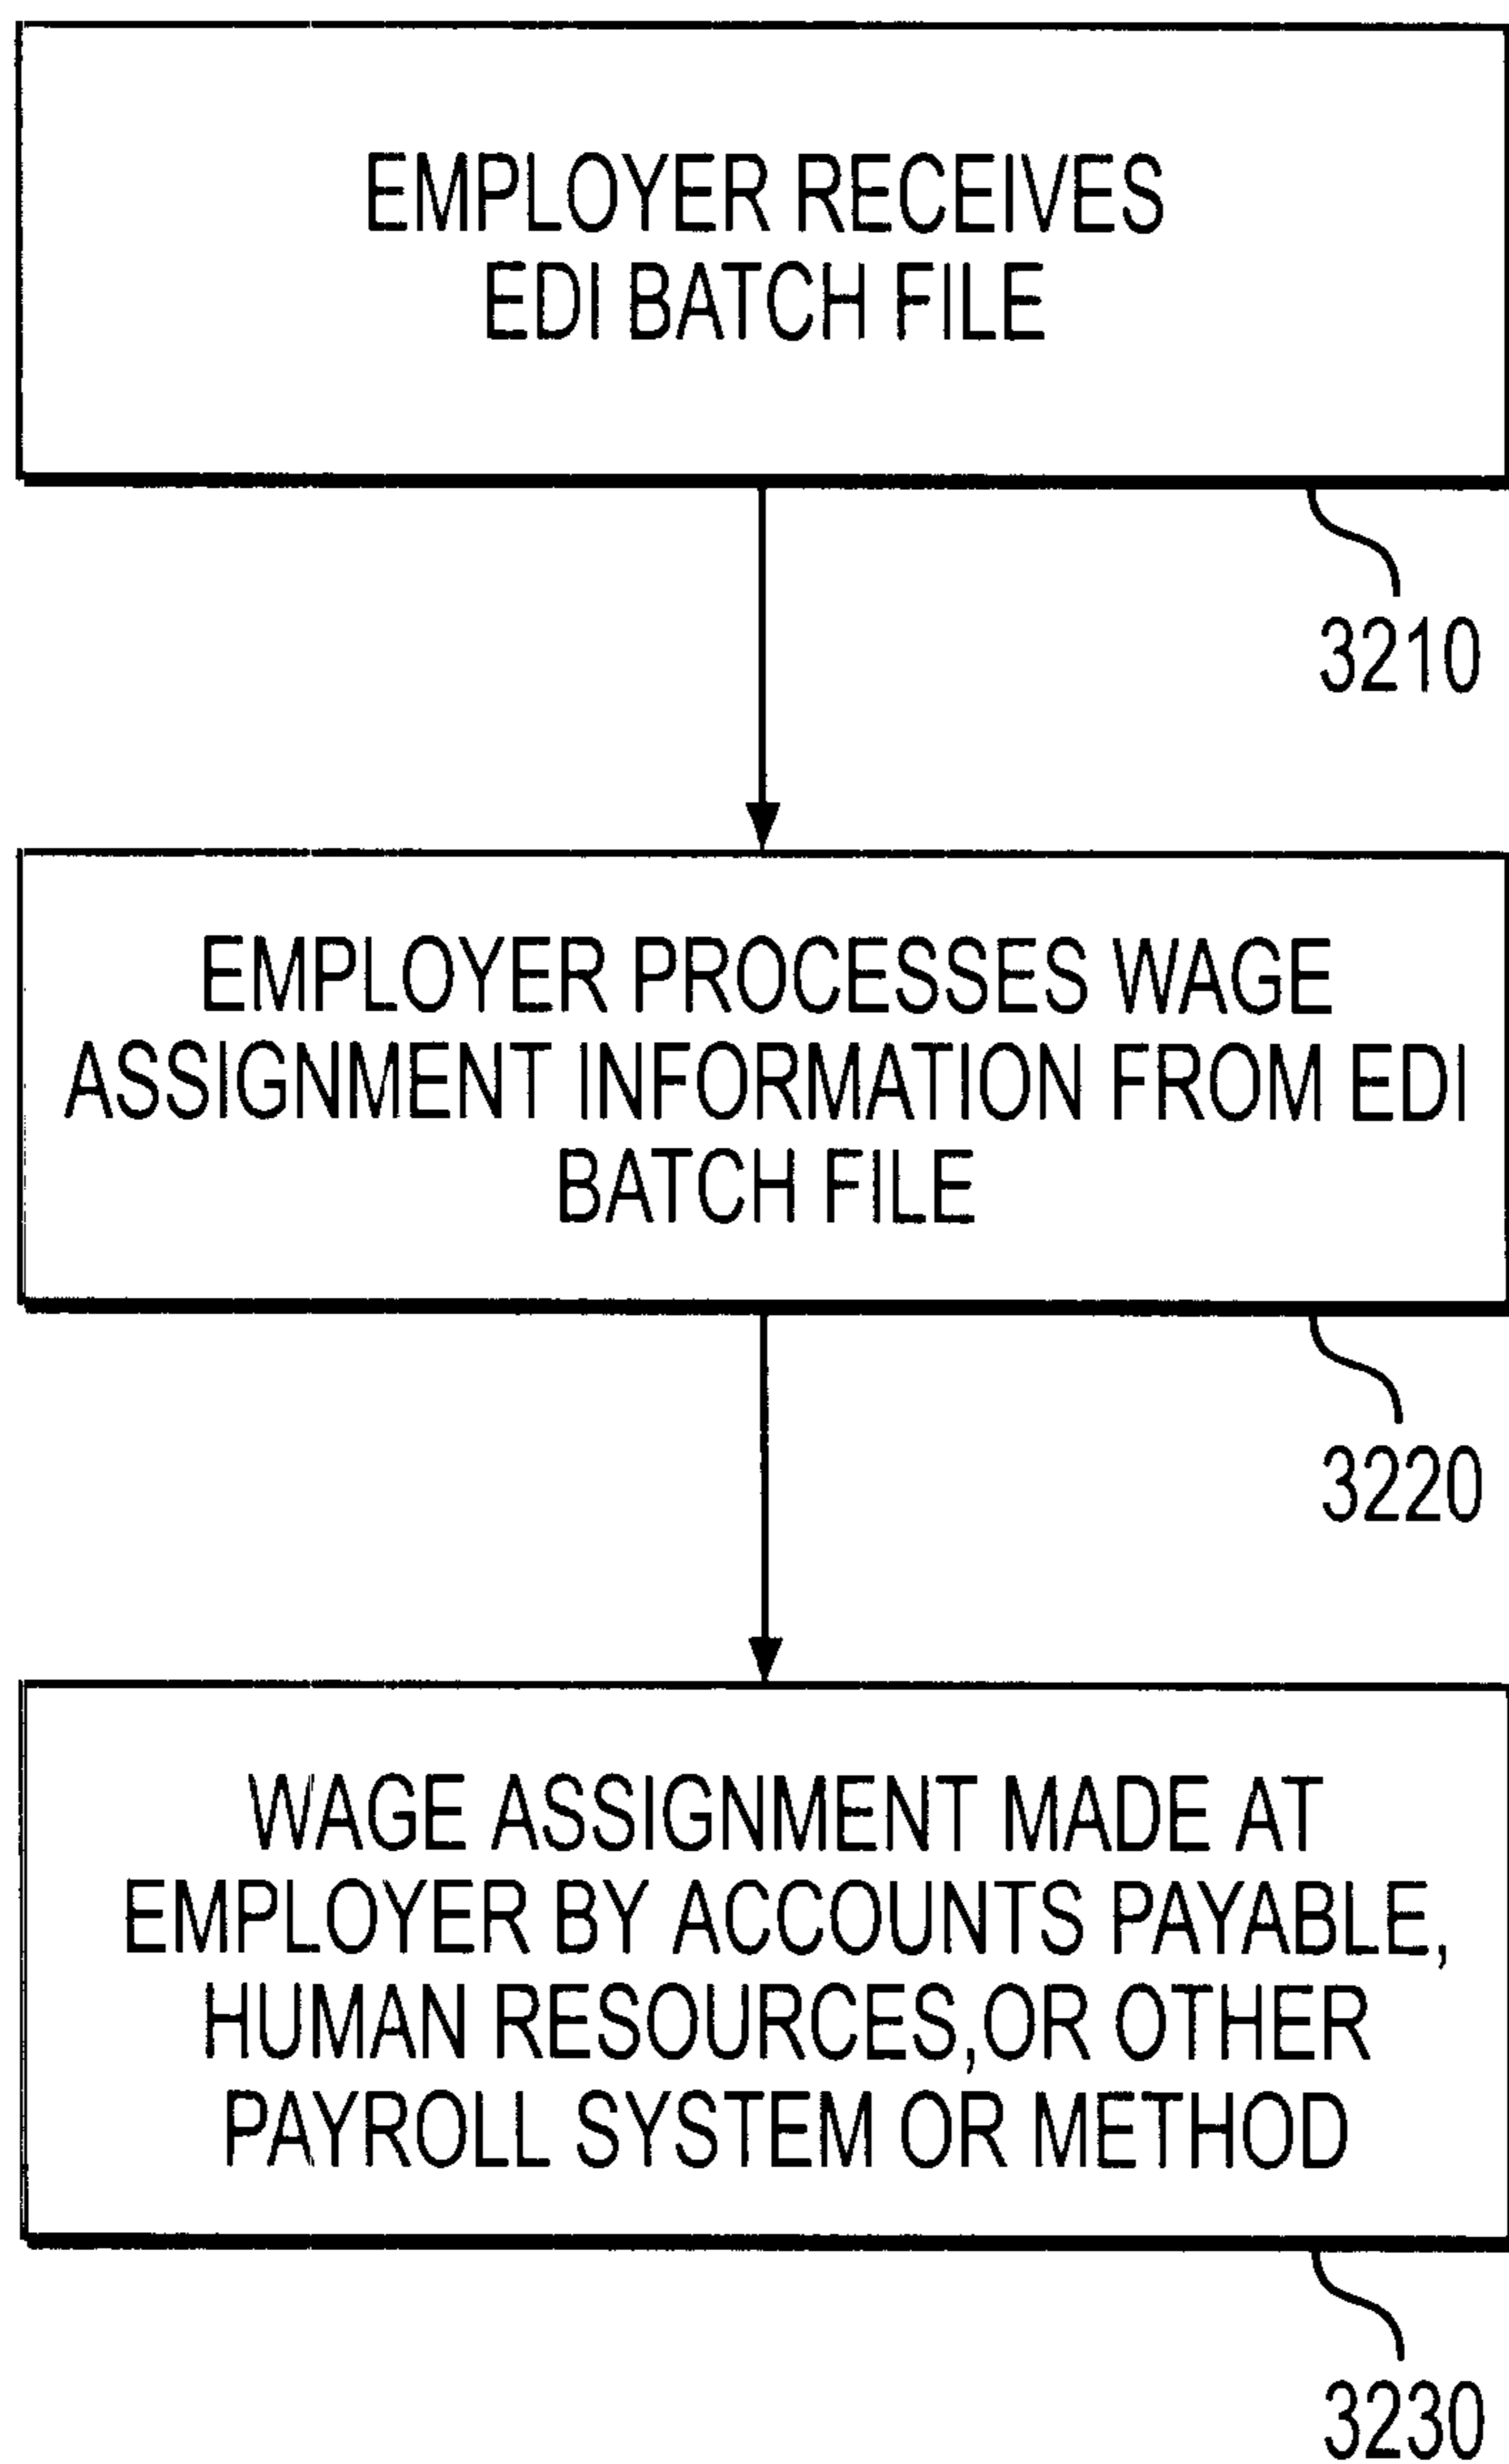 EMPLOYER RECEIVES
EDI BATCH FILE
3210
EMPLOYER PROCESSES WAGE
ASSIGNMENT INFORMATION FROM EDI
BATCH FILE
3220
WAGE ASSIGNMENT MADE AT
EMPLOYER BY ACCOUNTS PAYABLE,
HUMAN RESOURCES,OR OTHER
PAYROLL SYSTEM OR METHOD
3230